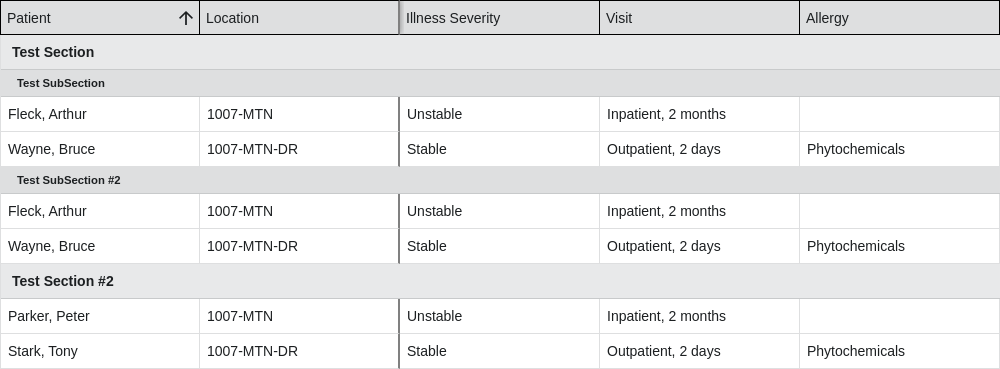 Patient Location Illness Severity Visit Allergy
Test Section
Test SubSection
Fleck, Arthur 1007-MTN Unstable Inpatient, 2 months
Wayne, Bruce 1007-MTN-DR Stable Outpatient, 2 days Phytochemicals
Test SubSection #2
Fleck, Arthur 1007-MTN Unstable Inpatient, 2 months
Wayne, Bruce 1007-MTN-DR Stable Outpatient, 2 days Phytochemicals
Test Section #2
Parker, Peter 1007-MTN Unstable Inpatient, 2 months
Stark, Tony 1007-MTN-DR Stable Outpatient, 2 days Phytochemicals